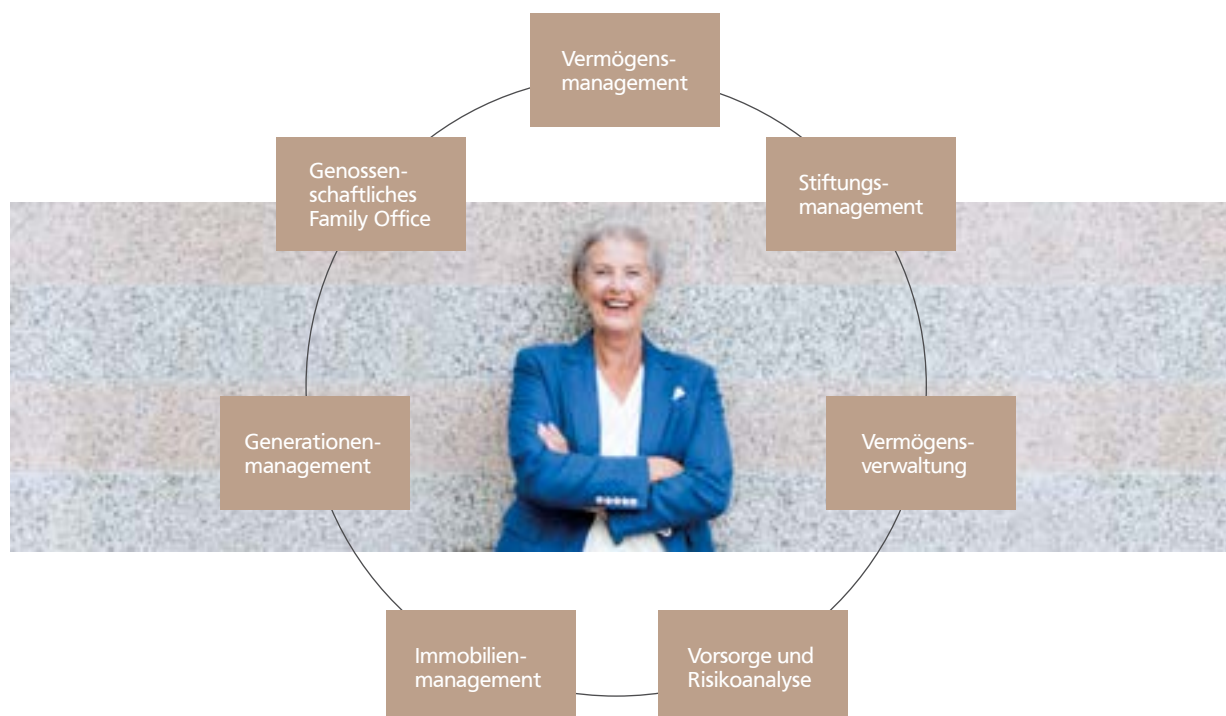 Vermögens-
management
Genossen-
schaftliches
Family Office
Stiftungs-
management
Generationen-
management
Vermögens-
verwaltung
Immobilien-
management
Vorsorge und
Risikoanalyse